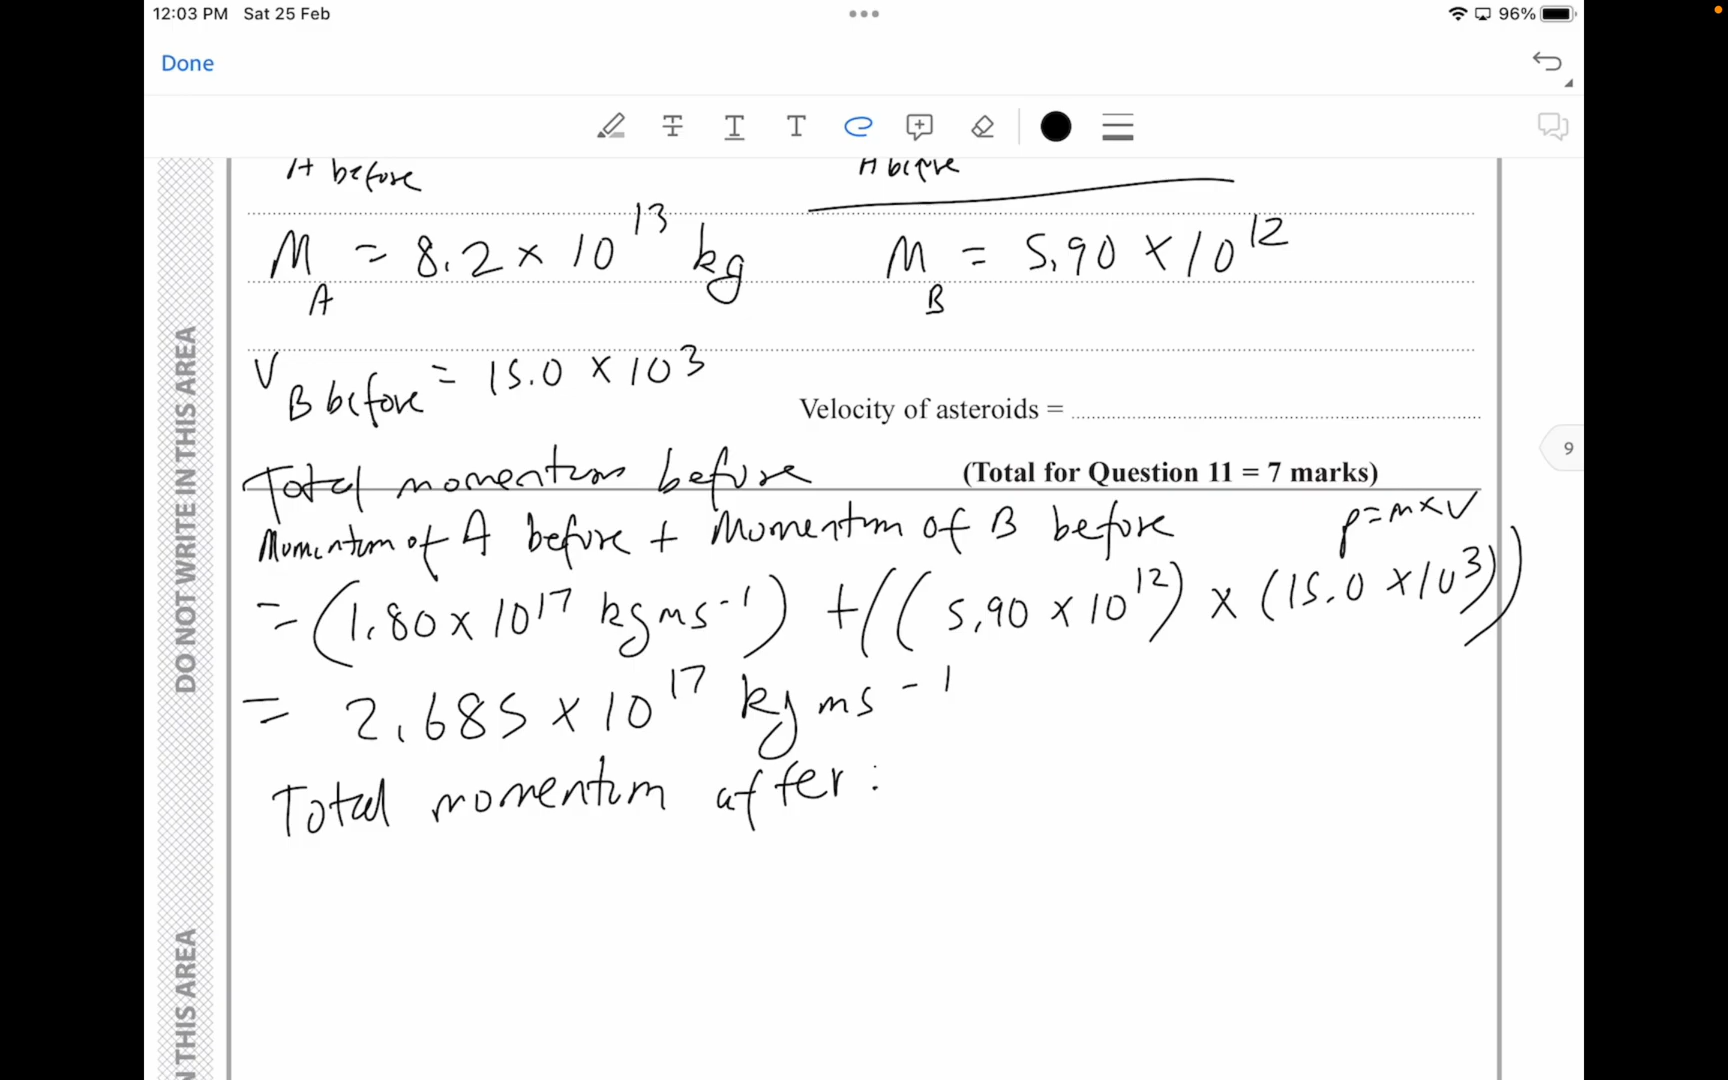 12:03 PM Sat 25 Feb
96%
Done
A before
A before
M_A = 8.2 × 10^13 kg
M_B = 5.90 × 10^12
V_B before = 15.0 × 10^3
Velocity of asteroids =
9
Total momentum before
(Total for Question 11 = 7 marks)
Momentum of A before + Momentum of B before
p = m × v
= (1.80 × 10^17 kgms^-1) + ((5.90 × 10^12) × (15.0 × 10^3))
= 2.685 × 10^17 kgms^-1
Total momentum after:
DO NOT WRITE IN THIS AREA
N THIS AREA